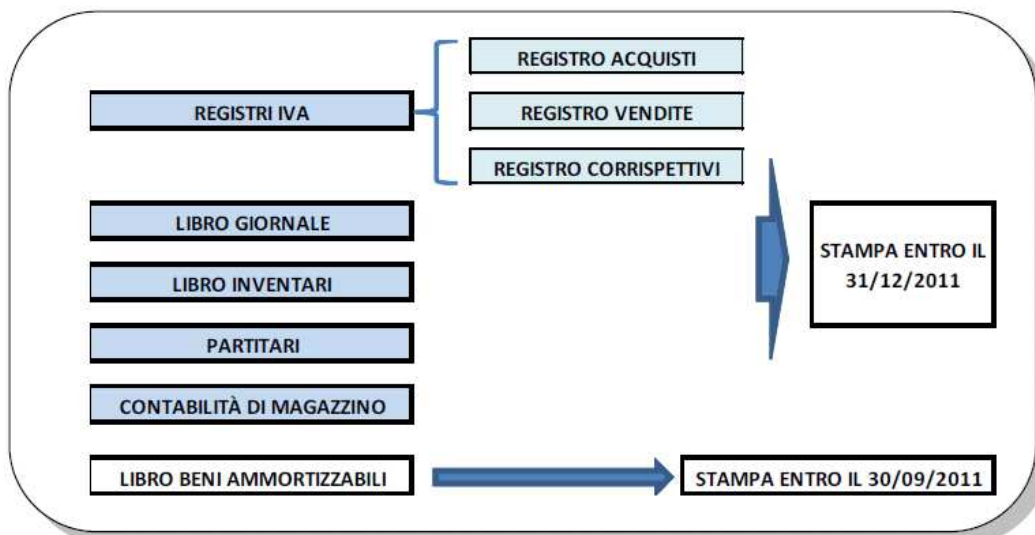 REGISTRO ACQUISTI
REGISTRI IVA
REGISTRO VENDITE
REGISTRO CORRISPETTIVI
LIBRO GIORNALE
STAMPA ENTRO IL
31/12/2011
LIBRO INVENTARI
PARTITARI
CONTABILITÀ DI MAGAZZINO
LIBRO BENI AMMORTIZZABILI
STAMPA ENTRO IL 30/09/2011